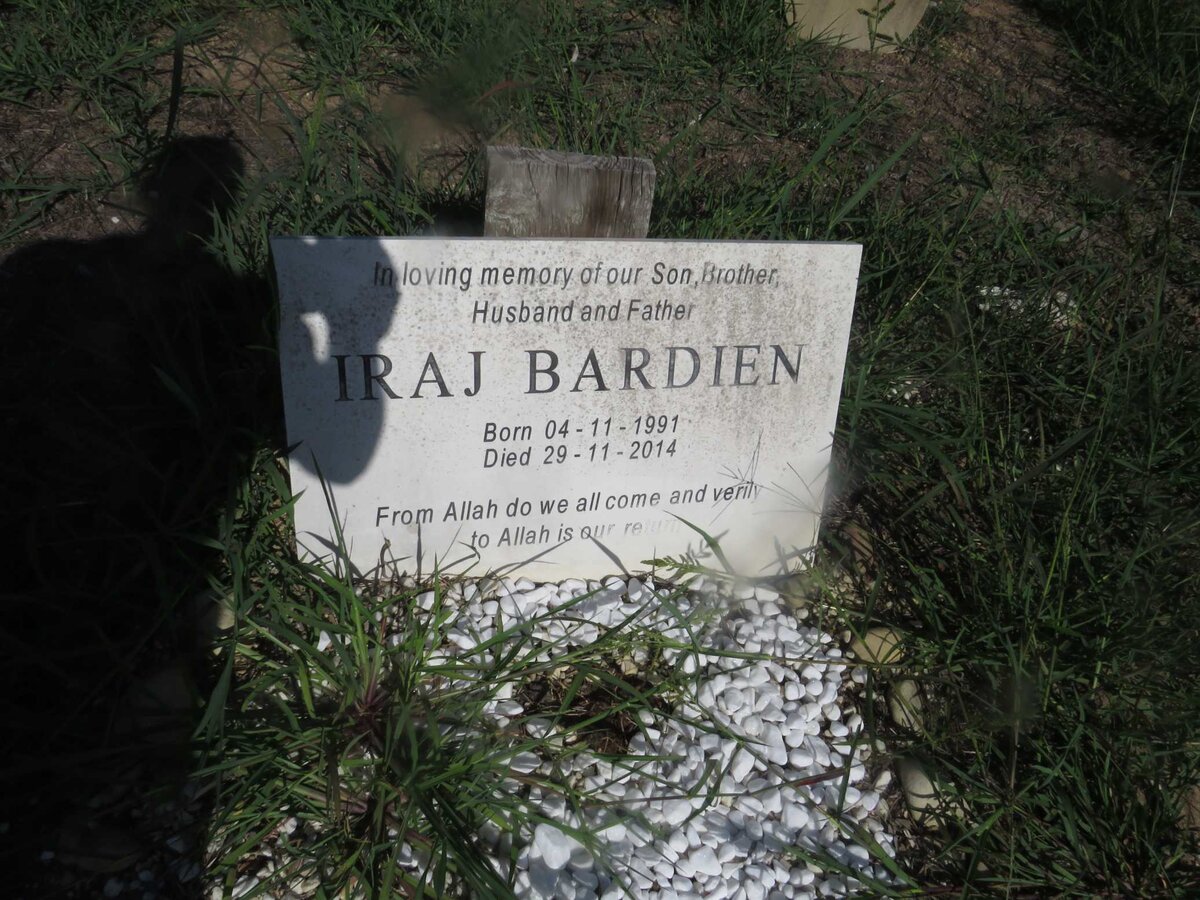 In loving memory of our Son, Brother,
Husband and Father
IRAJ BARDIEN
Born 04 - 11 - 1991
Died 29 - 11 - 2014
From Allah do we all come and verily
to Allah is our return